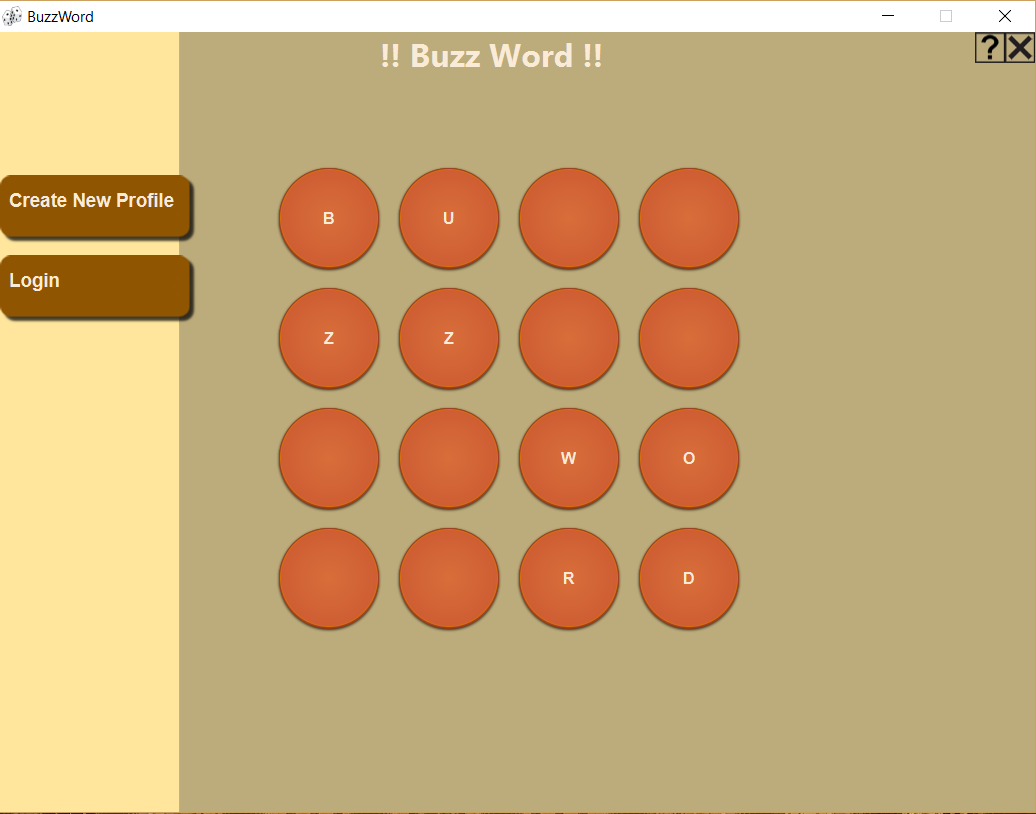 BuzzWord
!! Buzz Word !!
?
Create New Profile
Login
B U
Z Z
W O
R D